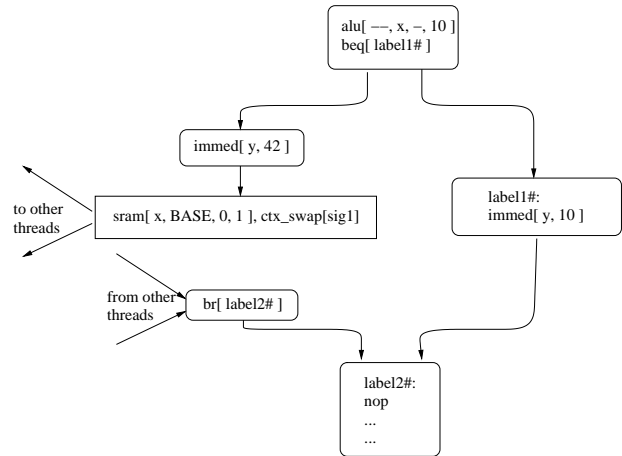 alu[ −−, x, −, 10 ]
beq[ label1# ]
immed[ y, 42 ]
label1#:
immed[ y, 10 ]
to other
threads
sram[ x, BASE, 0, 1 ], ctx_swap[sig1]
from other
threads
br[ label2# ]
label2#:
nop
...
...